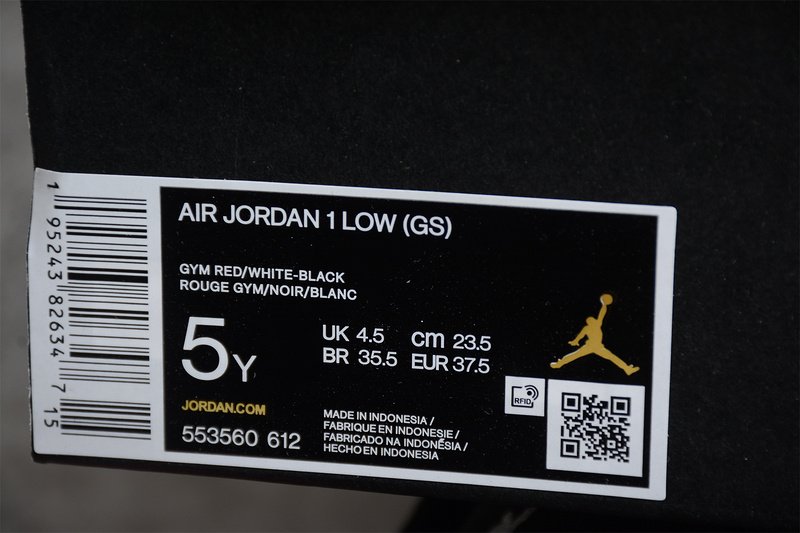 1 95243 82634 7 15
AIR JORDAN 1 LOW (GS)
GYM RED/WHITE-BLACK
ROUGE GYM/NOIR/BLANC
5Y
UK 4.5 cm 23.5
BR 35.5 EUR 37.5
RFID
JORDAN.COM
553560 612
MADE IN INDONESIA /
FABRIQUE EN INDONESIE /
FABRICADO NA INDONÉSIA /
HECHO EN INDONESIA